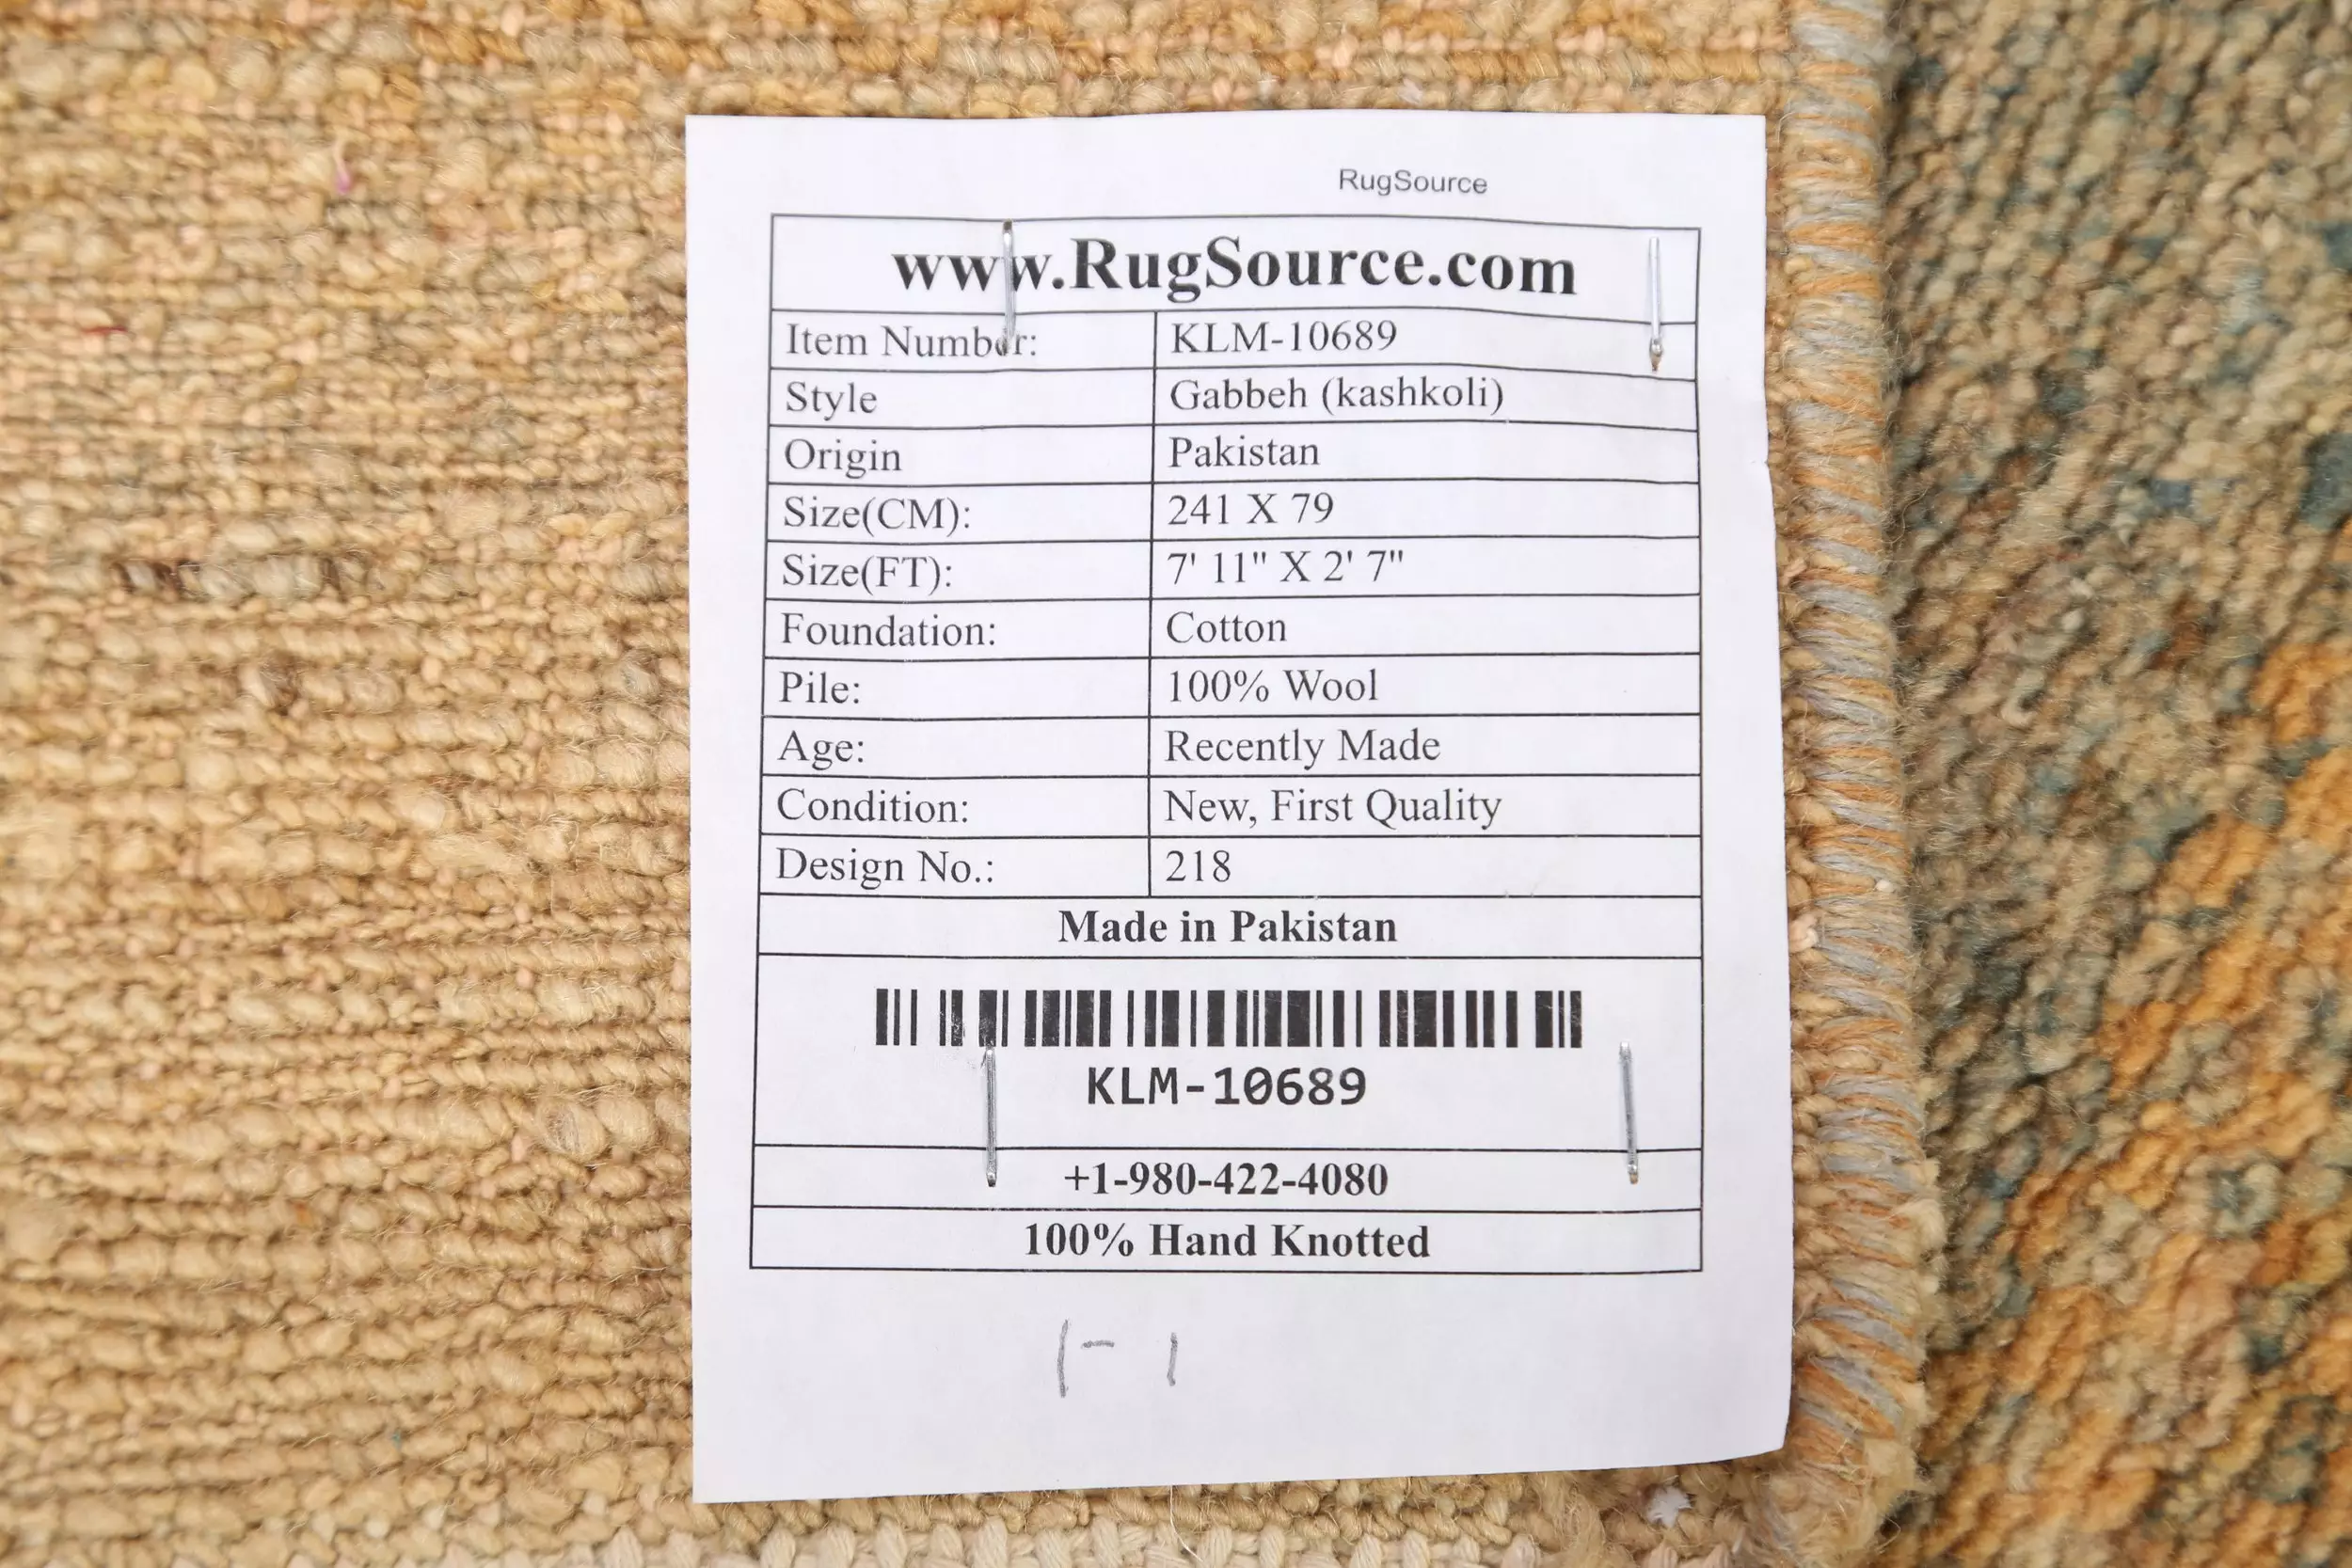 RugSource
www.RugSource.com
Item Number: KLM-10689
Style Gabbeh (kashkoli)
Origin Pakistan
Size(CM): 241 X 79
Size(FT): 7' 11" X 2' 7"
Foundation: Cotton
Pile: 100% Wool
Age: Recently Made
Condition: New, First Quality
Design No.: 218
Made in Pakistan
KLM-10689
+1-980-422-4080
100% Hand Knotted
1- 1